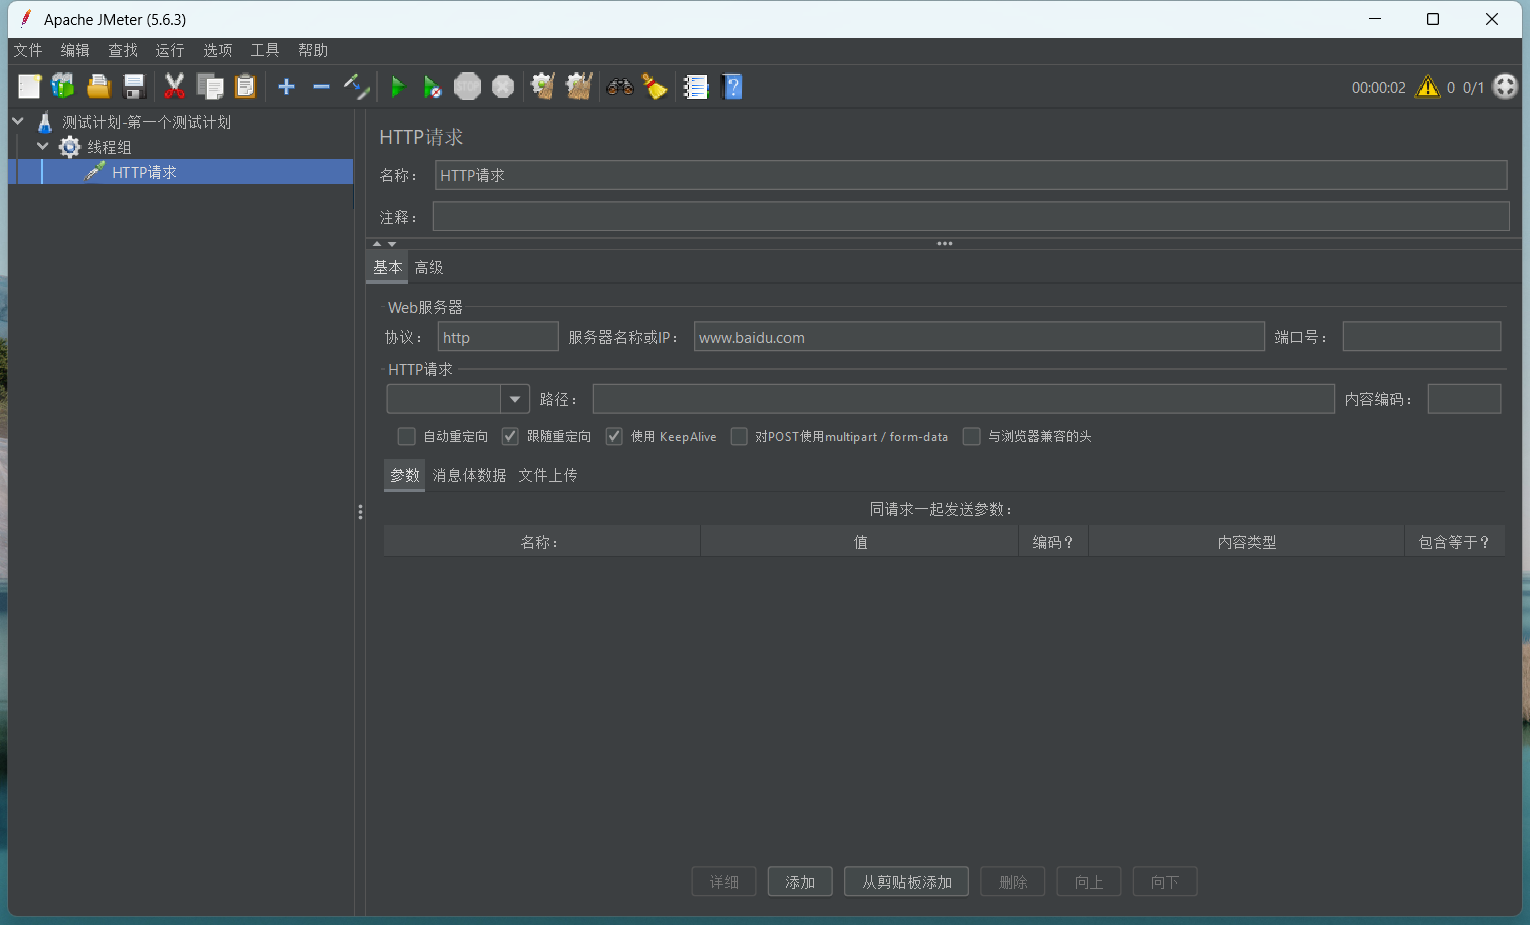 Apache JMeter (5.6.3)
文件 编辑 查找 运行 选项 工具 帮助
STOP 00:00:02 0 0/1
测试计划-第一个测试计划
线程组
HTTP请求
HTTP请求
名称： HTTP请求
注释：
基本 高级
Web服务器
协议： http 服务器名称或IP： www.baidu.com 端口号：
HTTP请求
路径： 内容编码：
自动重定向 跟随重定向 使用 KeepAlive 对POST使用multipart / form-data 与浏览器兼容的头
参数 消息体数据 文件上传
同请求一起发送参数：
名称： 值 编码？ 内容类型 包含等于？
详细 添加 从剪贴板添加 删除 向上 向下